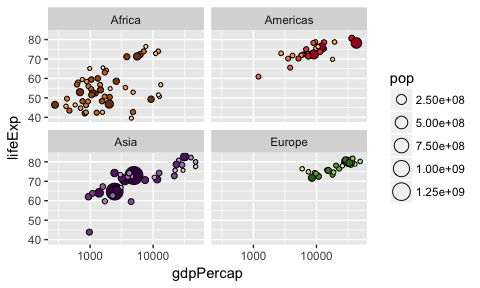 Africa
Americas
80
70
60
50
40
Asia
Europe
80
70
60
50
40
lifeExp
1000
10000
1000
10000
gdpPercap
pop
2.50e+08
5.00e+08
7.50e+08
1.00e+09
1.25e+09